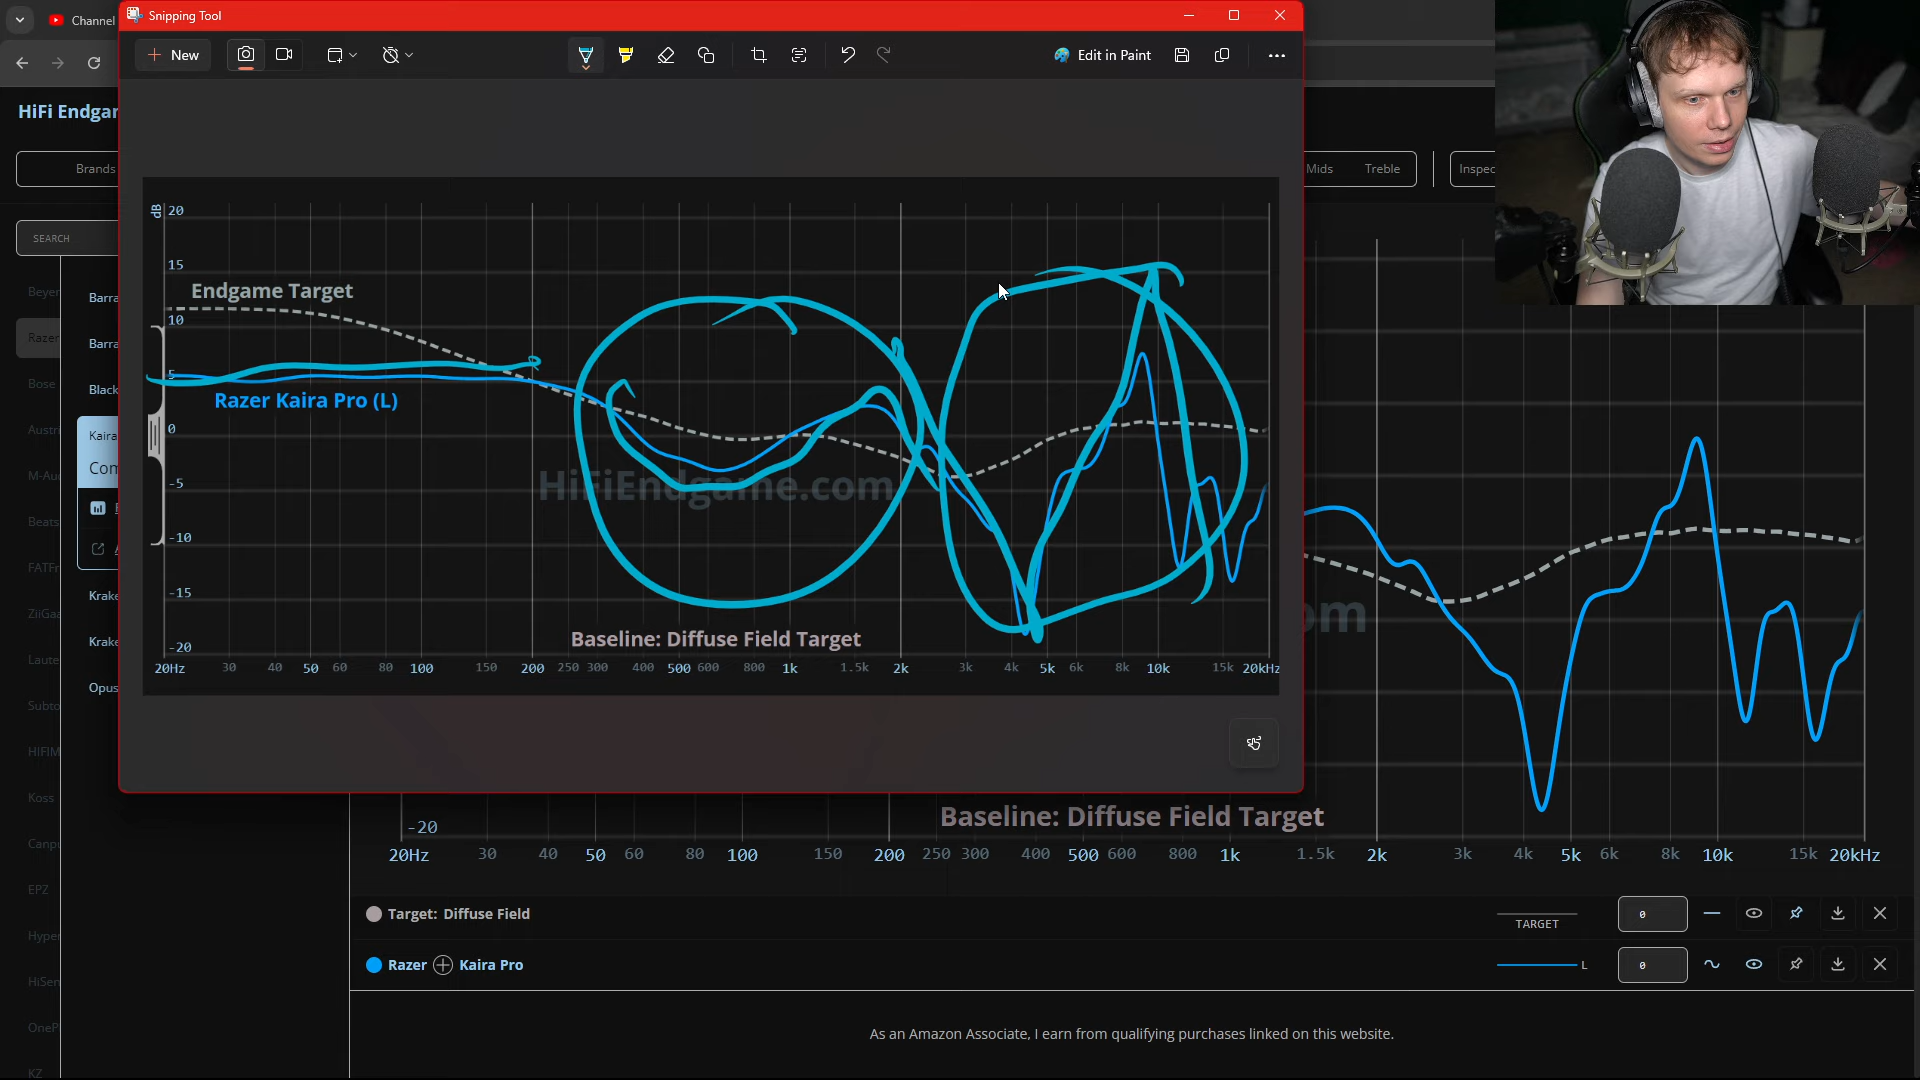 Channel
Snipping Tool
New
Edit in Paint
HiFi Endgam
Brands
Mids
Treble
Inspec
SEARCH
dB
20
15
10
5
0
-5
-10
-15
-20
Endgame Target
Razer Kaira Pro (L)
HiFiEndgame.com
Baseline: Diffuse Field Target
20Hz 30 40 50 60 80 100 150 200 250 300 400 500 600 800 1k 1.5k 2k 3k 4k 5k 6k 8k 10k 15k 20kHz
Beyer
Razer
Bose
Austri
M-Aud
Beats
FATFr
ZiiGaa
Laute
Subto
HIFIM
Koss
Canpu
EPZ
Hyper
HiSen
OneP
KZ
Barra
Barra
Black
Kaira
Com
Krake
Krake
Opus
om
-20
Baseline: Diffuse Field Target
20Hz 30 40 50 60 80 100 150 200 250 300 400 500 600 800 1k 1.5k 2k 3k 4k 5k 6k 8k 10k 15k 20kHz
Target: Diffuse Field
TARGET
0
Razer Kaira Pro
L
0
As an Amazon Associate, I earn from qualifying purchases linked on this website.